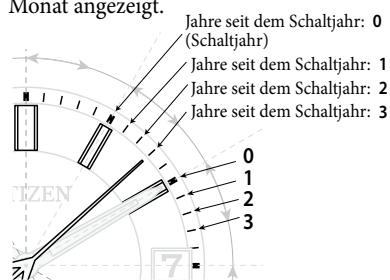 Monat angezeigt.
Jahre seit dem Schaltjahr: 0
(Schaltjahr)
Jahre seit dem Schaltjahr: 1
Jahre seit dem Schaltjahr: 2
Jahre seit dem Schaltjahr: 3
0
1
2
3
TIZEN
7